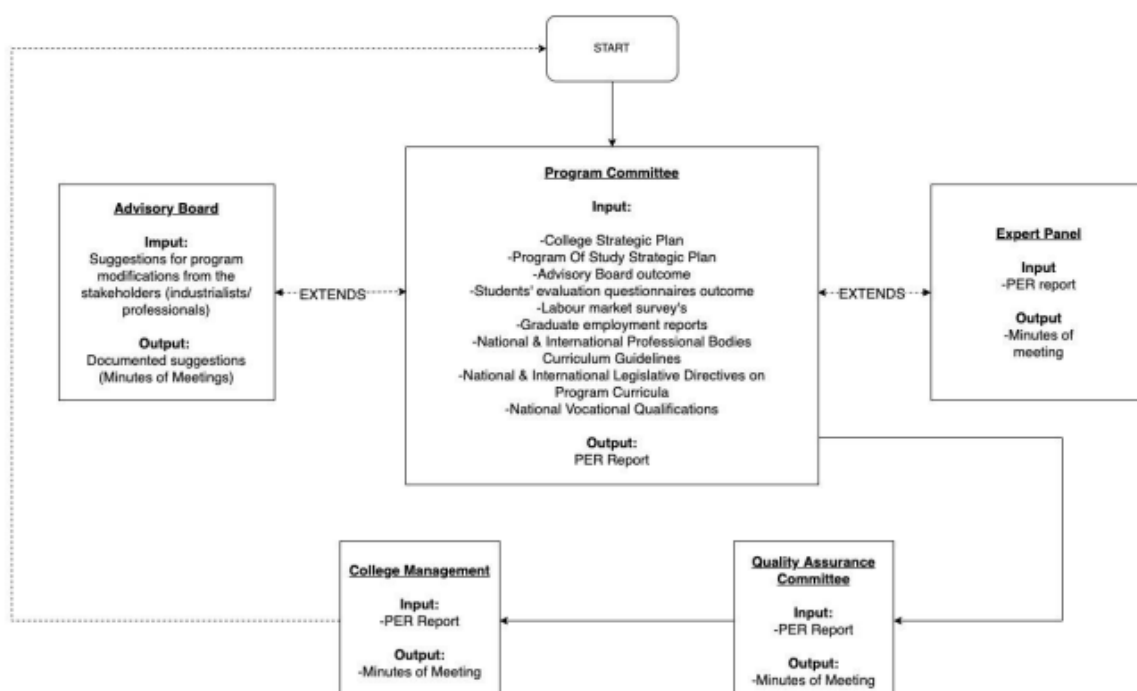 START
Program Committee
Input:
-College Strategic Plan
-Program Of Study Strategic Plan
-Advisory Board outcome
-Students' evaluation questionnaires outcome
-Labour market survey's
-Graduate employment reports
-National & International Professional Bodies
Curriculum Guidelines
-National & International Legislative Directives on
Program Curricula
-National Vocational Qualifications
Output:
PER Report
Advisory Board
Imput:
Suggestions for program
modifications from the
stakeholders (industrialists/
professionals)
Output:
Documented suggestions
(Minutes of Meetings)
EXTENDS
EXTENDS
Expert Panel
Input
-PER report
Output
-Minutes of
meeting
College Management
Input:
-PER Report
Output:
-Minutes of Meeting
Quality Assurance
Committee
Input:
-PER Report
Output:
-Minutes of Meeting